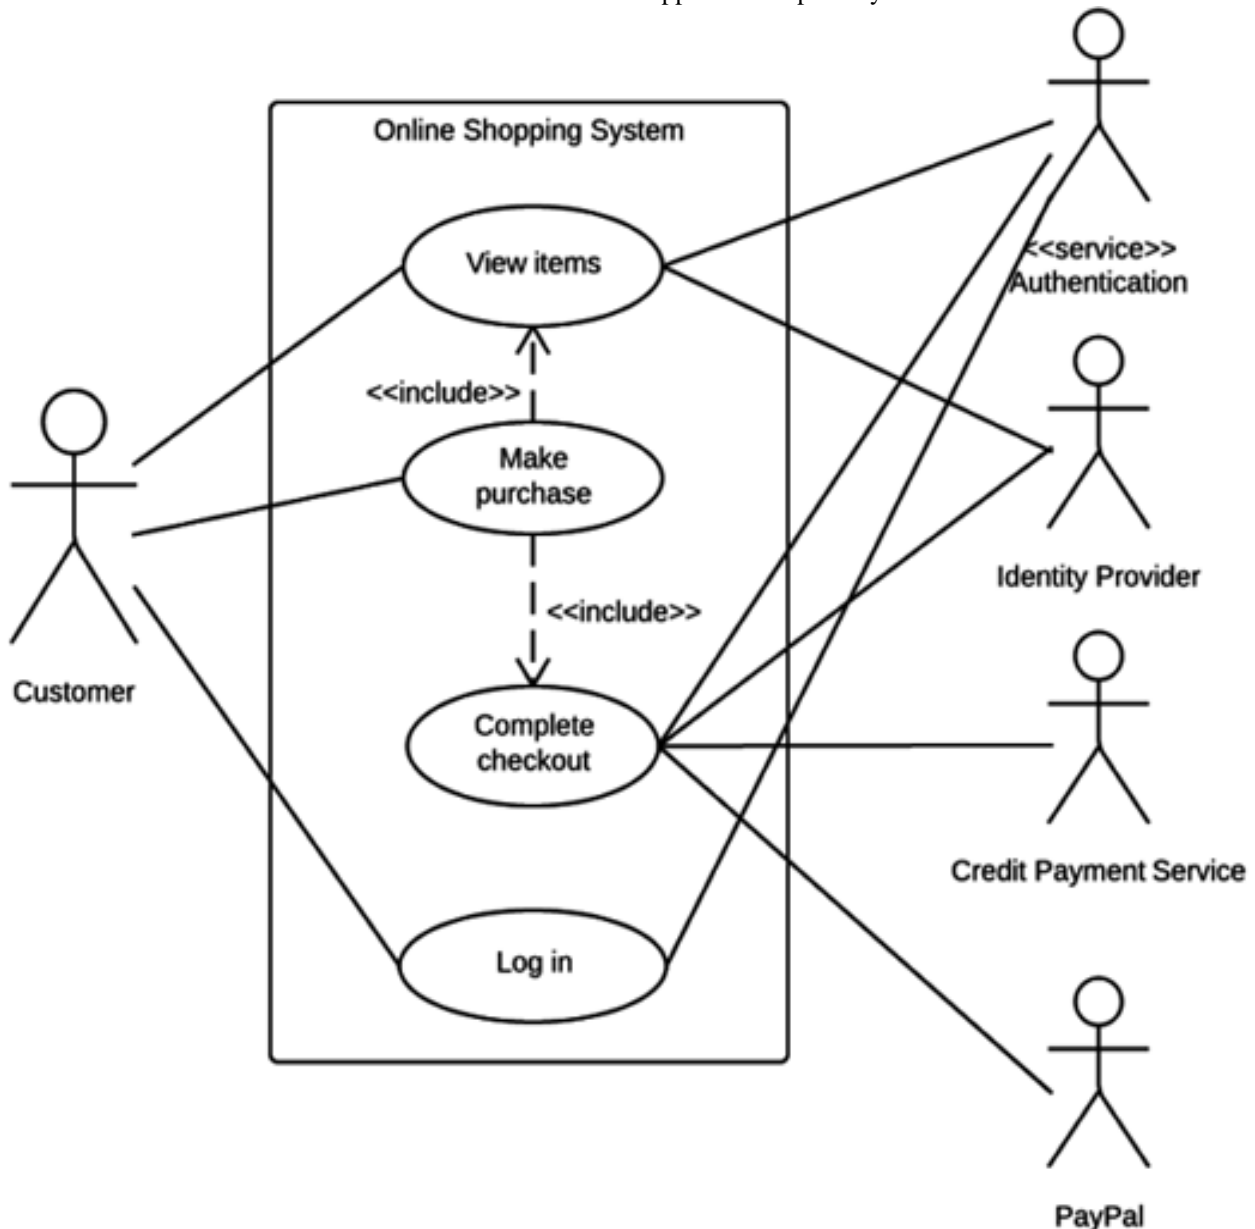 Online Shopping System
View items
<<include>>
Make
purchase
<<include>>
Complete
checkout
Log in
Customer
<<service>>
Authentication
Identity Provider
Credit Payment Service
PayPal